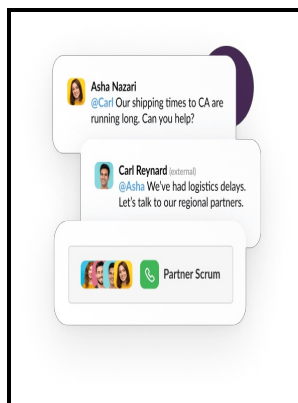 Asha Nazari
@Carl Our shipping times to CA are
running long. Can you help?
Carl Reynard (external)
@Asha We've had logistics delays.
Let's talk to our regional partners.
Partner Scrum